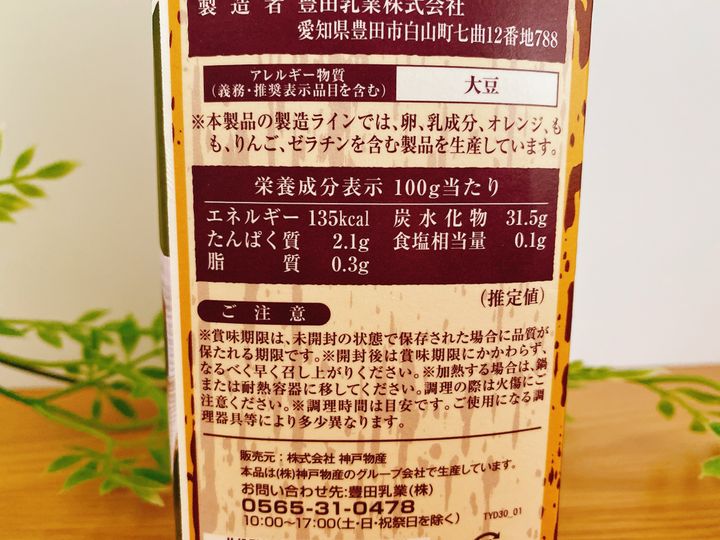 製造者 豊田乳業株式会社
愛知県豊田市白山町七曲12番地788
アレルギー物質
(義務・推奨表示品目を含む)
大豆
※本製品の製造ラインでは、卵、乳成分、オレンジ、も
も、りんご、ゼラチンを含む製品を生産しています。
栄養成分表示 100g当たり
エネルギー 135kcal 炭水化物 31.5g
たんぱく質 2.1g 食塩相当量 0.1g
脂質 0.3g
(推定値)
ご注意
※賞味期限は、未開封の状態で保存された場合に品質が
保たれる期限です。※開封後は賞味期限にかかわらず、
なるべく早く召し上がりください。※加熱する場合は、鍋
または耐熱容器に移してください。調理の際は火傷にご
注意ください。※調理時間は目安です。ご使用になる調
理器具等により多少異なります。
販売元:株式会社 神戸物産
本品は(株)神戸物産のグループ会社で生産しています。
お問い合わせ先:豊田乳業(株)
0565-31-0478
10:00~17:00(土・日・祝祭日を除く)
TYD30_01